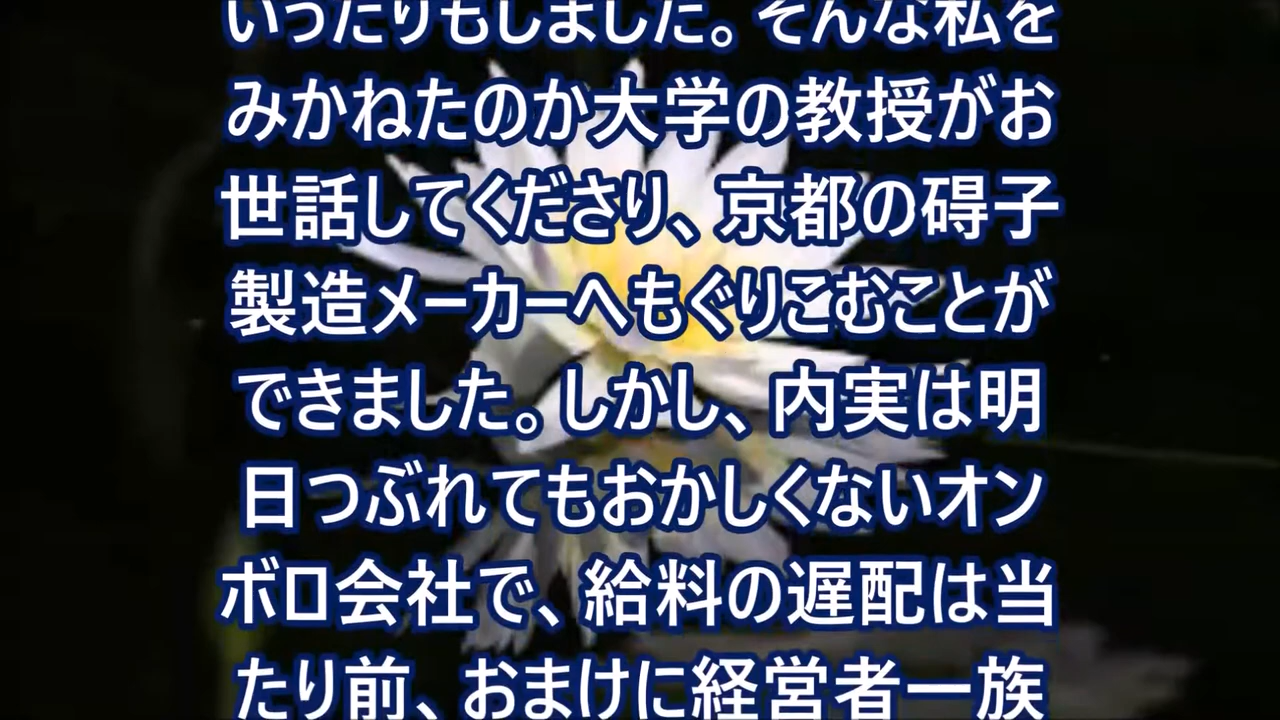 いったりもしました。そんな私を
みかねたのか大学の教授がお
世話してくださり、京都の碍子
製造メーカーへもぐりこむことが
できました。しかし、内実は明
日つぶれてもおかしくないオン
ボロ会社で、給料の遅配は当
たり前、おまけに経営者一族